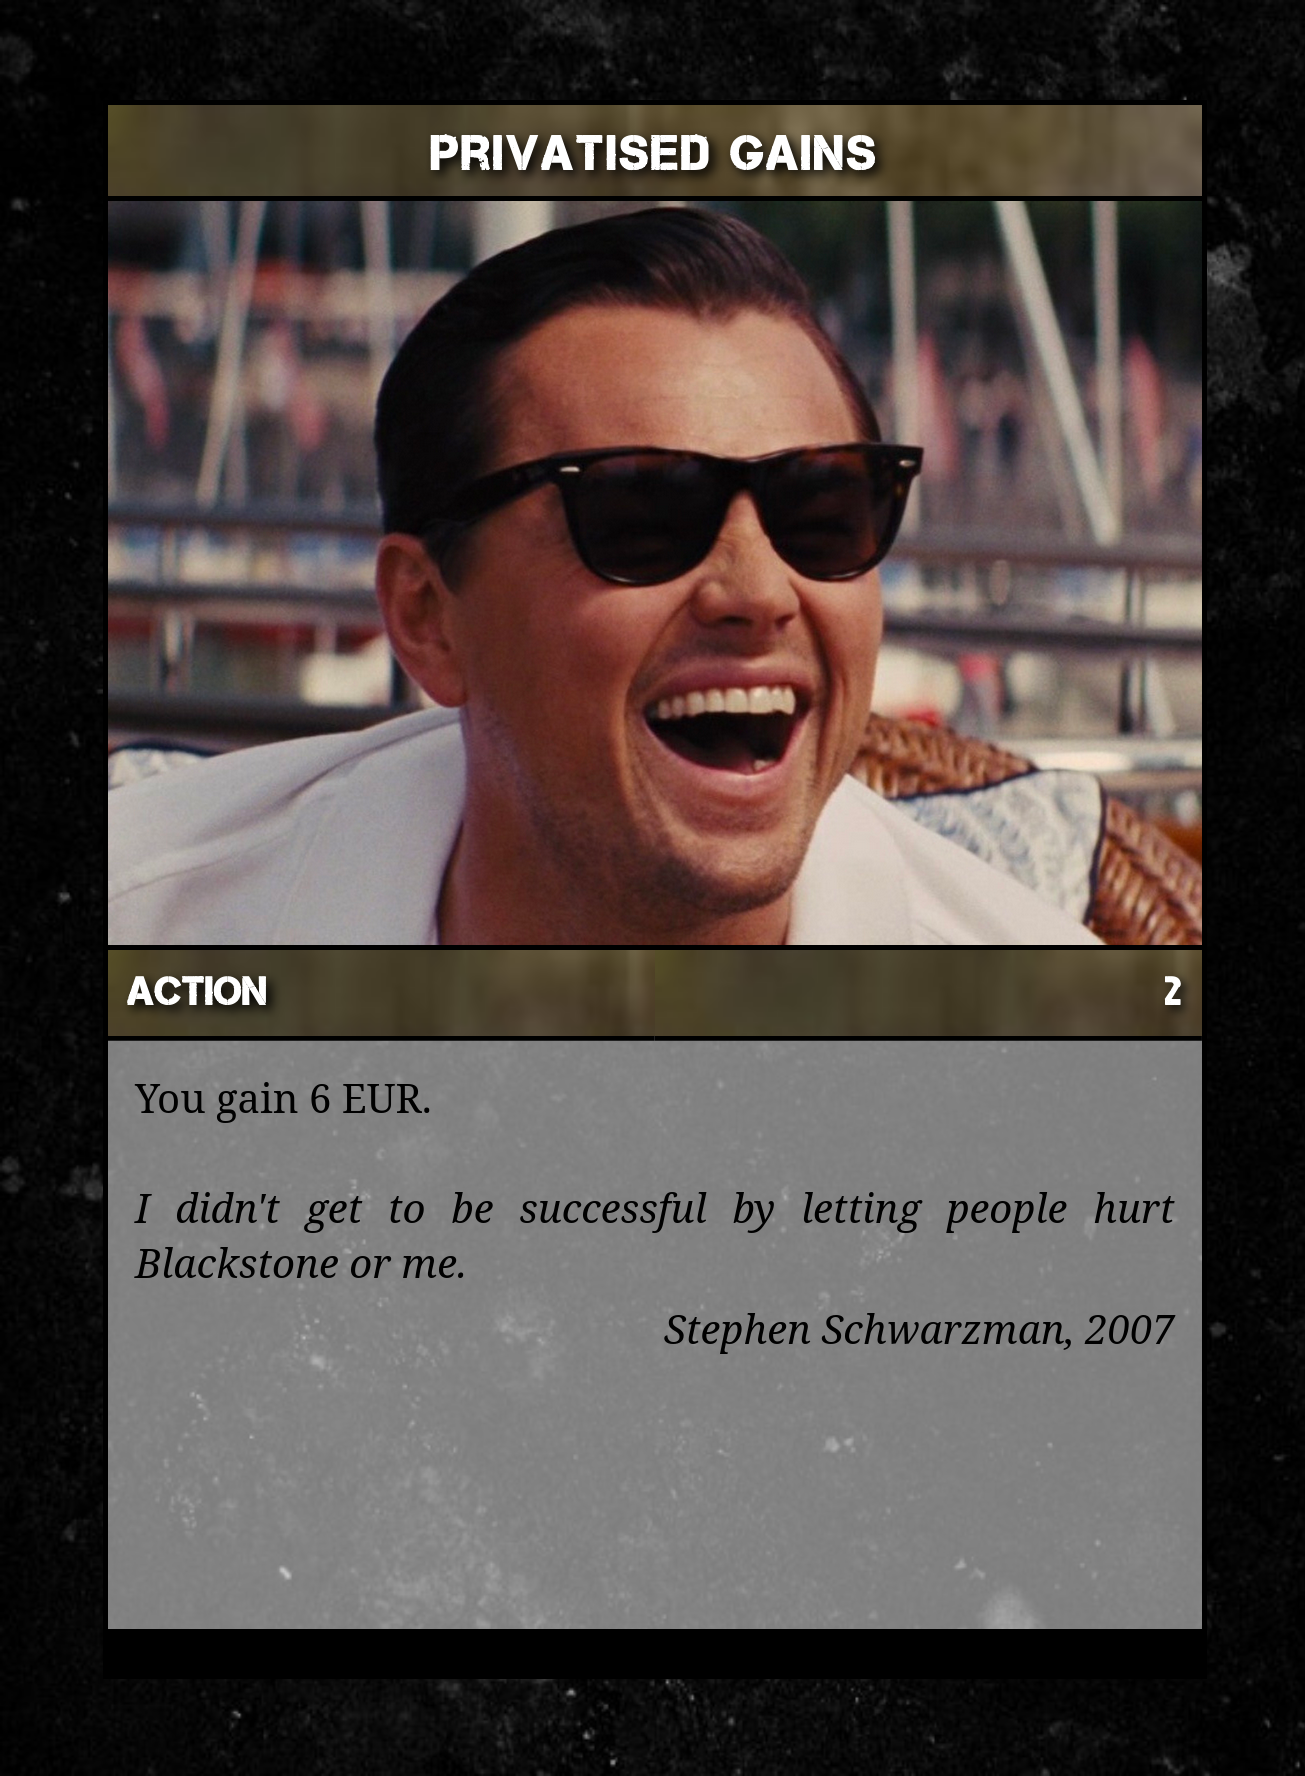 PRIVATISED GAINS
ACTION 2
You gain 6 EUR.
I didn't get to be successful by letting people hurt
Blackstone or me.
Stephen Schwarzman, 2007